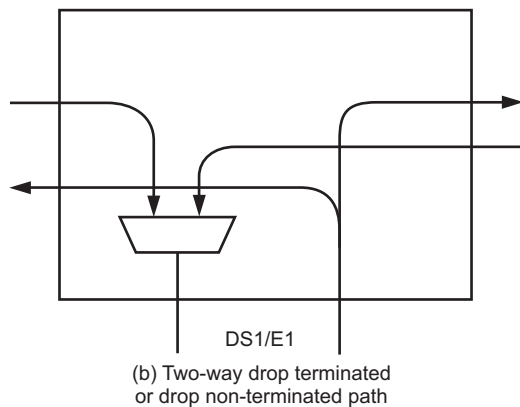 DS1/E1
(b) Two-way drop terminated
or drop non-terminated path